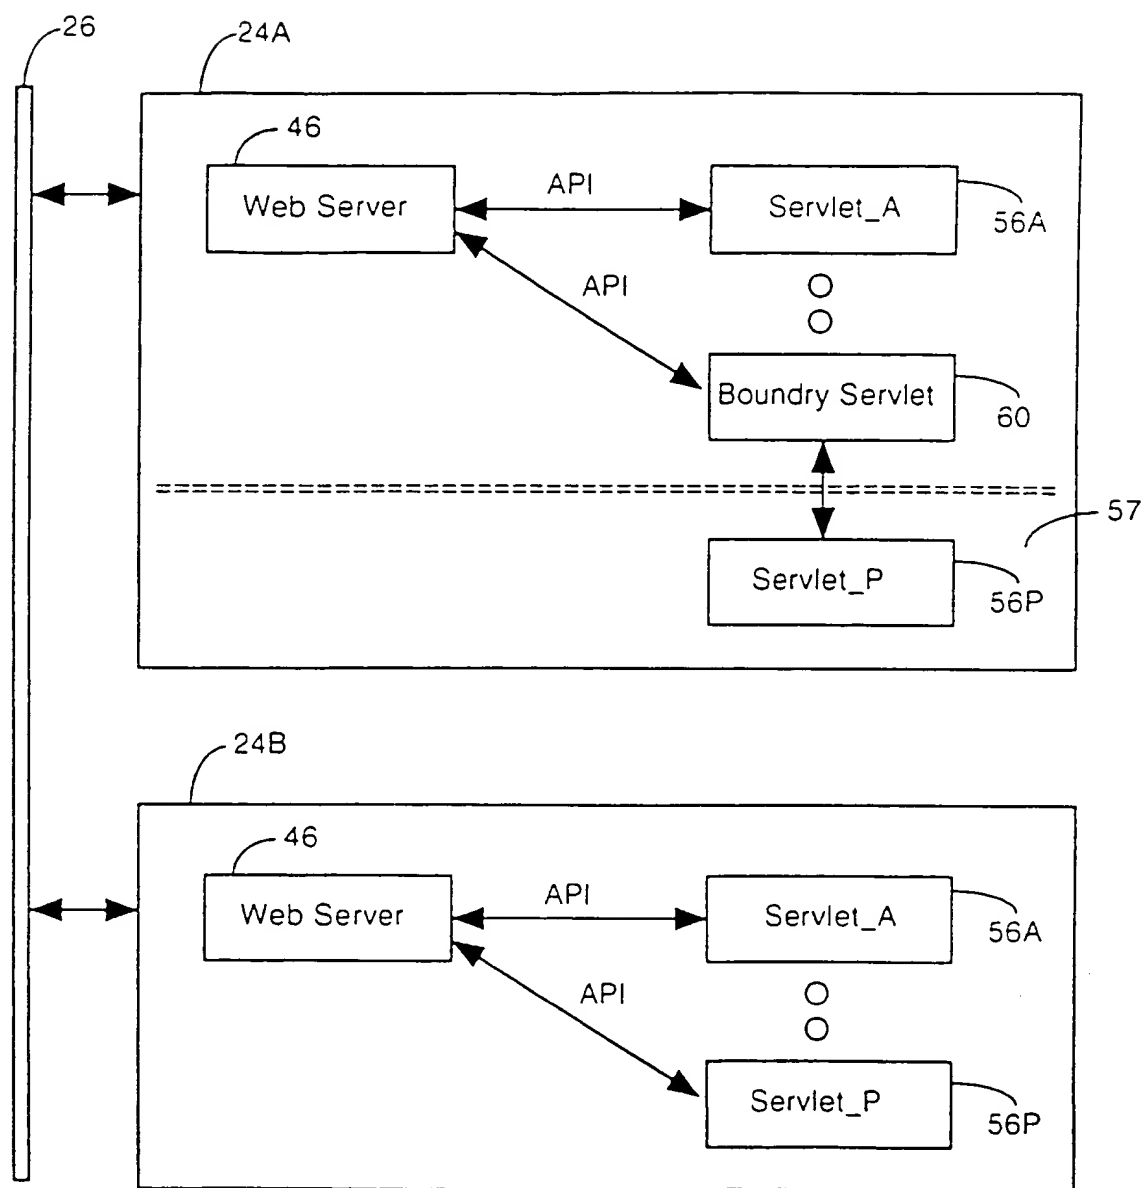 26
24A
46
Web Server
API
Servlet_A
56A
API
Boundry Servlet
60
57
Servlet_P
56P
24B
46
Web Server
API
Servlet_A
56A
API
Servlet_P
56P